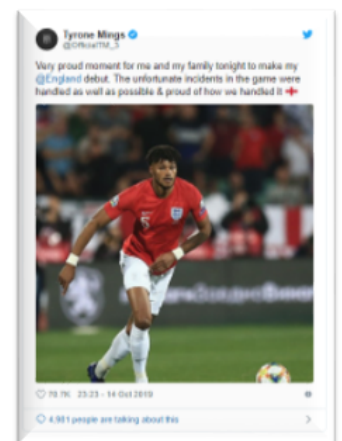 Tyrone Mings
@OfficialTM_3
Very proud moment for me and my family tonight to make my
@England debut. The unfortunate incidents in the game were
handled as well as possible & proud of how we handled it 🏴󠁧󠁢󠁥󠁮󠁧󠁿
5
78.7K 23:23 - 14 Oct 2019
4,981 people are talking about this